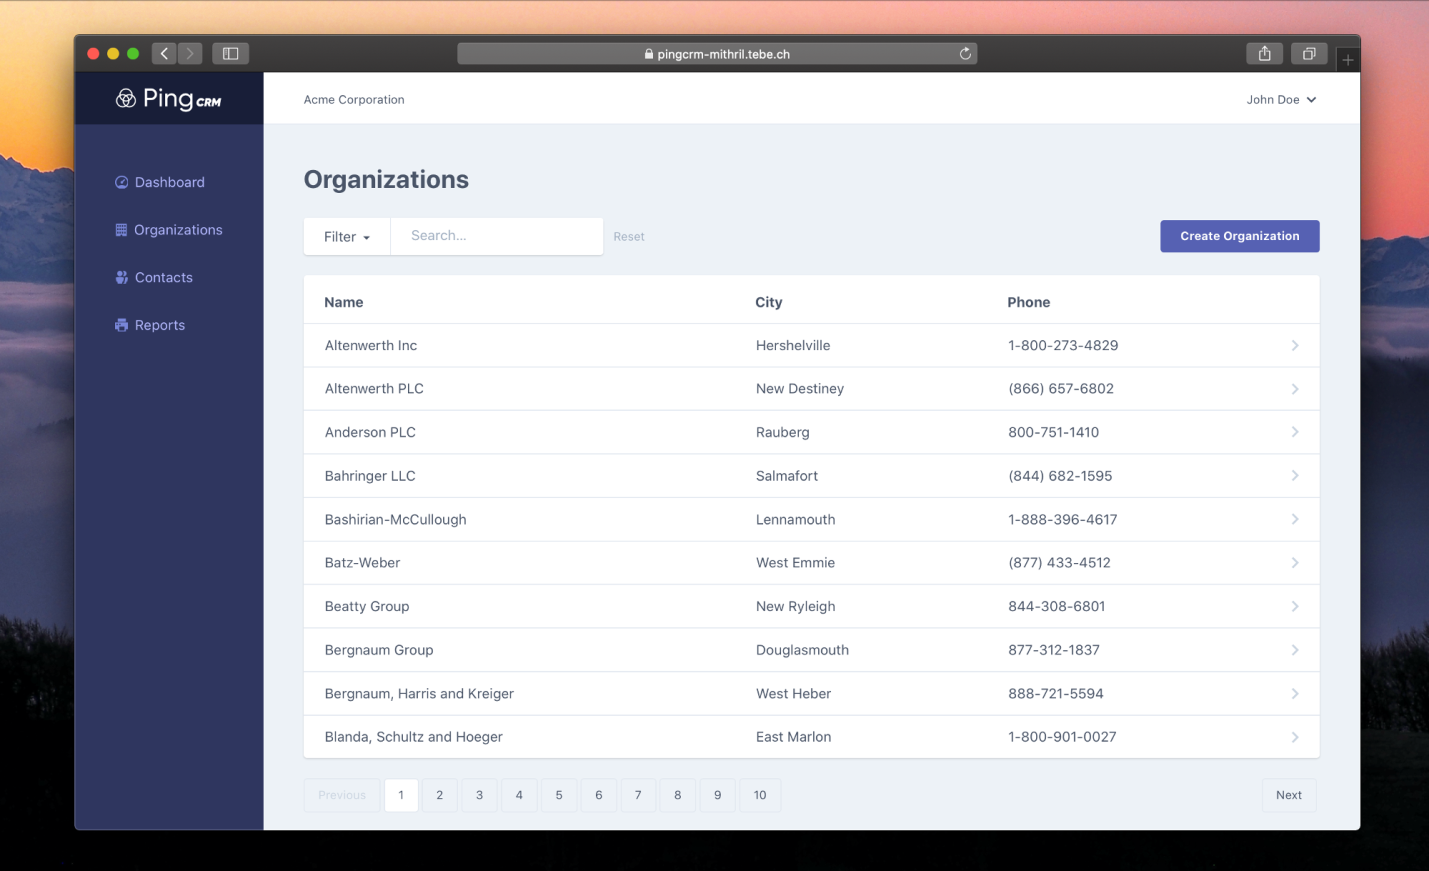 pingcrm-mithril.tebe.ch
Ping CRM
Acme Corporation
John Doe
Dashboard
Organizations
Contacts
Reports
Organizations
Filter
Search...
Reset
Create Organization
Name City Phone
Altenwerth Inc Hershelville 1-800-273-4829
Altenwerth PLC New Destiney (866) 657-6802
Anderson PLC Rauberg 800-751-1410
Bahringer LLC Salmafort (844) 682-1595
Bashirian-McCullough Lennamouth 1-888-396-4617
Batz-Weber West Emmie (877) 433-4512
Beatty Group New Ryleigh 844-308-6801
Bergnaum Group Douglasmouth 877-312-1837
Bergnaum, Harris and Kreiger West Heber 888-721-5594
Blanda, Schultz and Hoeger East Marlon 1-800-901-0027
Previous 1 2 3 4 5 6 7 8 9 10 Next